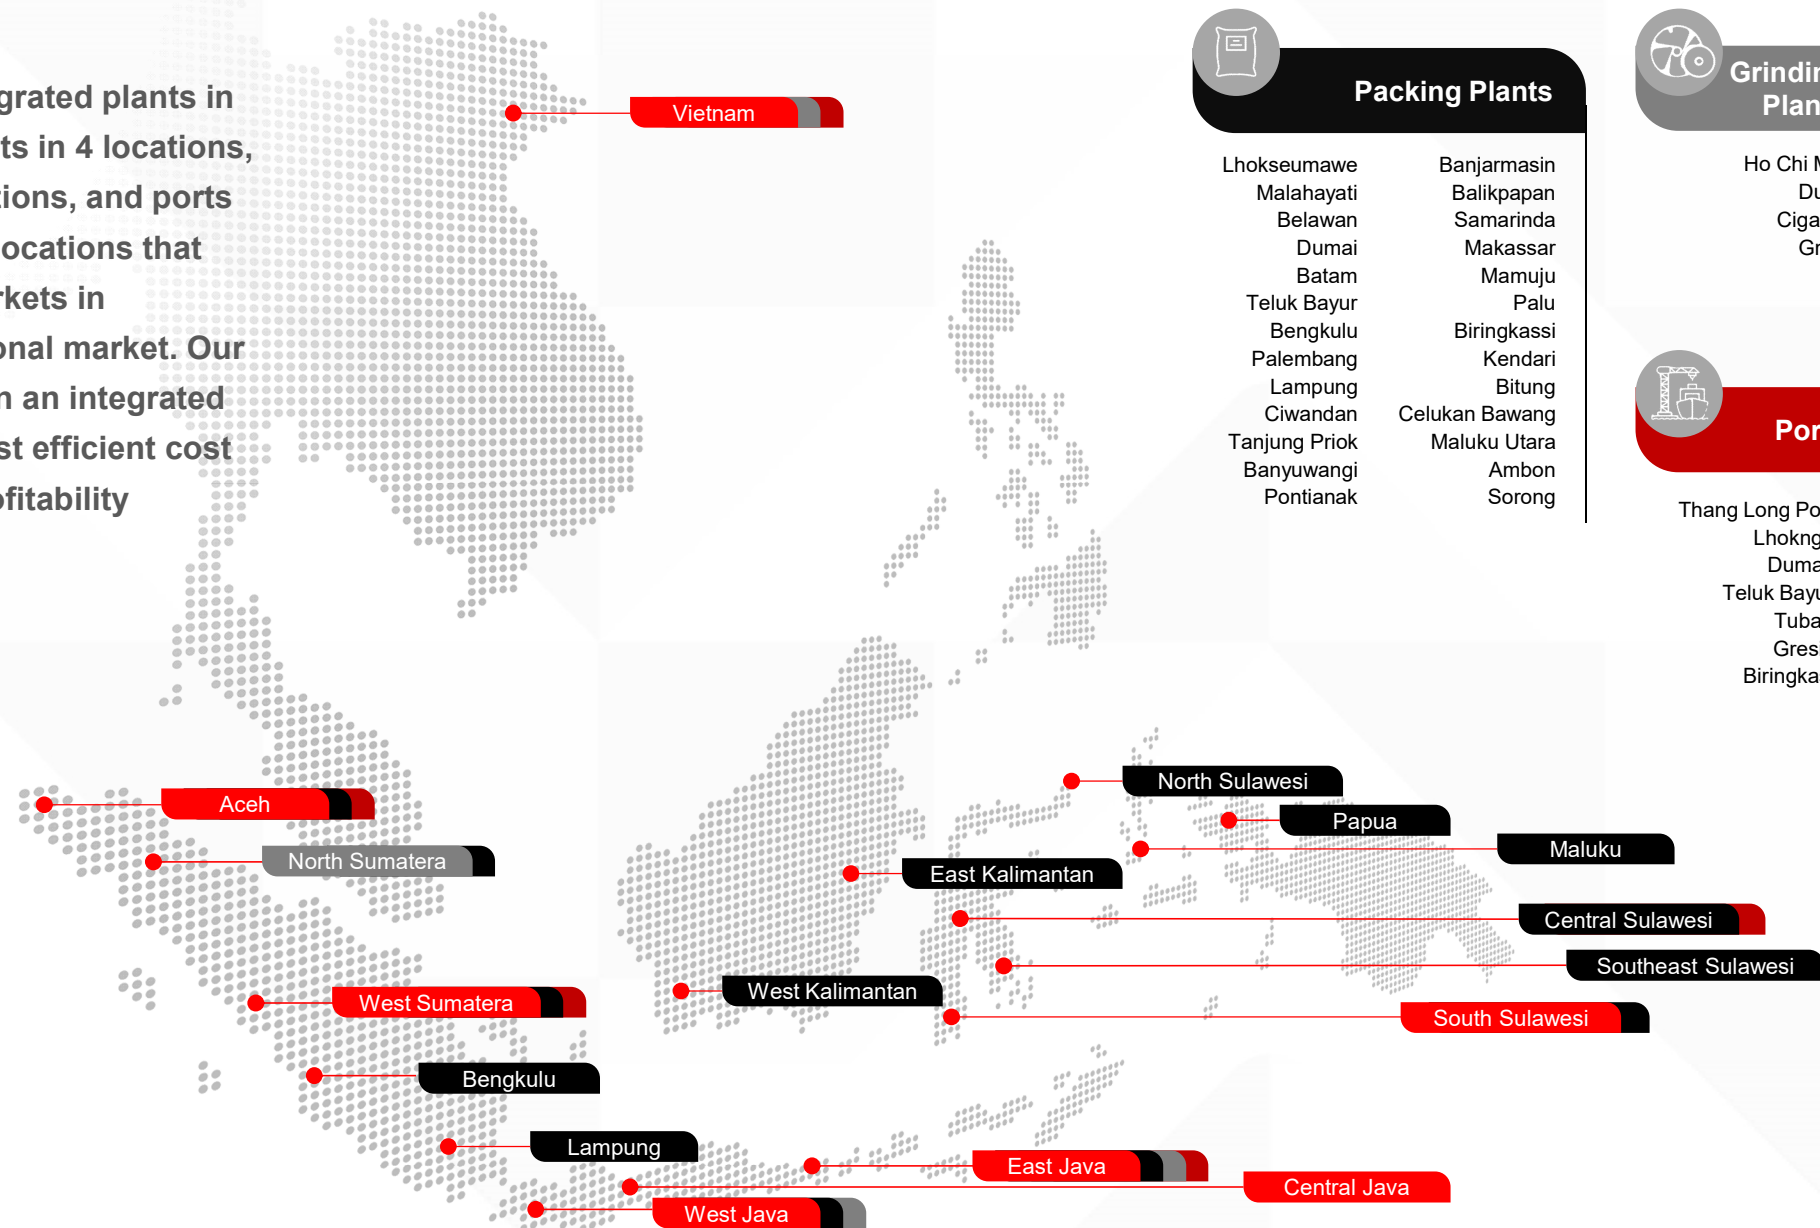 grated plants in
ts in 4 locations,
tions, and ports
ocations that
rkets in
onal market. Our
n an integrated
st efficient cost
ofitability
Vietnam
Aceh
North Sumatera
West Sumatera
Bengkulu
Lampung
West Java
Central Java
East Java
West Kalimantan
East Kalimantan
North Sulawesi
Papua
Maluku
Central Sulawesi
Southeast Sulawesi
South Sulawesi
Packing Plants
Lhokseumawe
Malahayati
Belawan
Dumai
Batam
Teluk Bayur
Bengkulu
Palembang
Lampung
Ciwandan
Tanjung Priok
Banyuwangi
Pontianak
Banjarmasin
Balikpapan
Samarinda
Makassar
Mamuju
Palu
Biringkassi
Kendari
Bitung
Celukan Bawang
Maluku Utara
Ambon
Sorong
Grindin
Plan
Ho Chi M
Du
Ciga
Gr
Por
Thang Long Po
Lhokng
Duma
Teluk Bayu
Tuba
Gres
Biringka